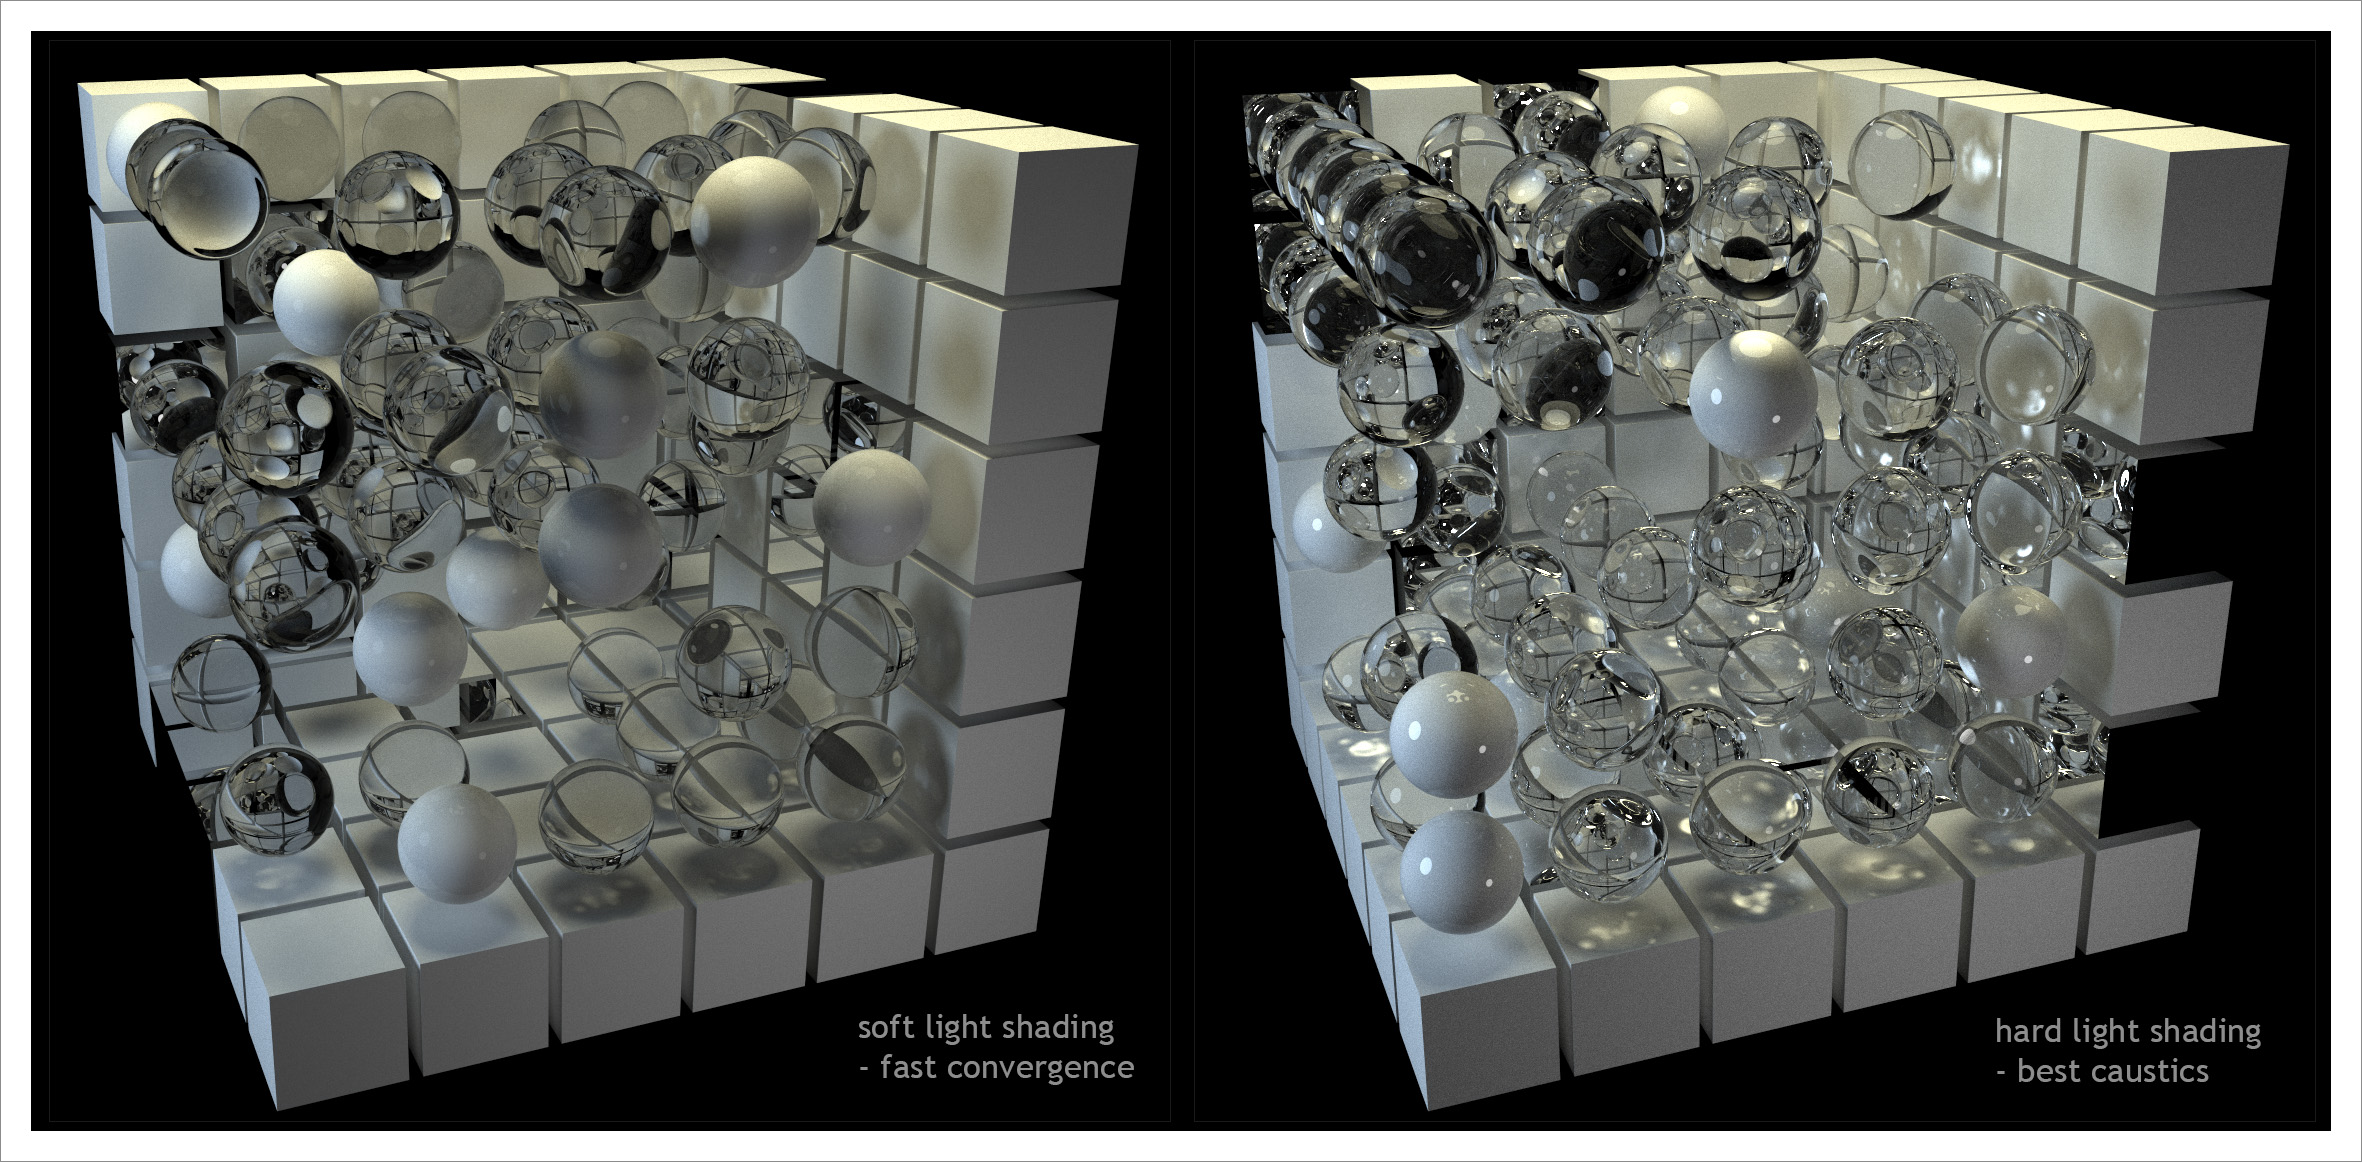 soft light shading
- fast convergence
hard light shading
- best caustics